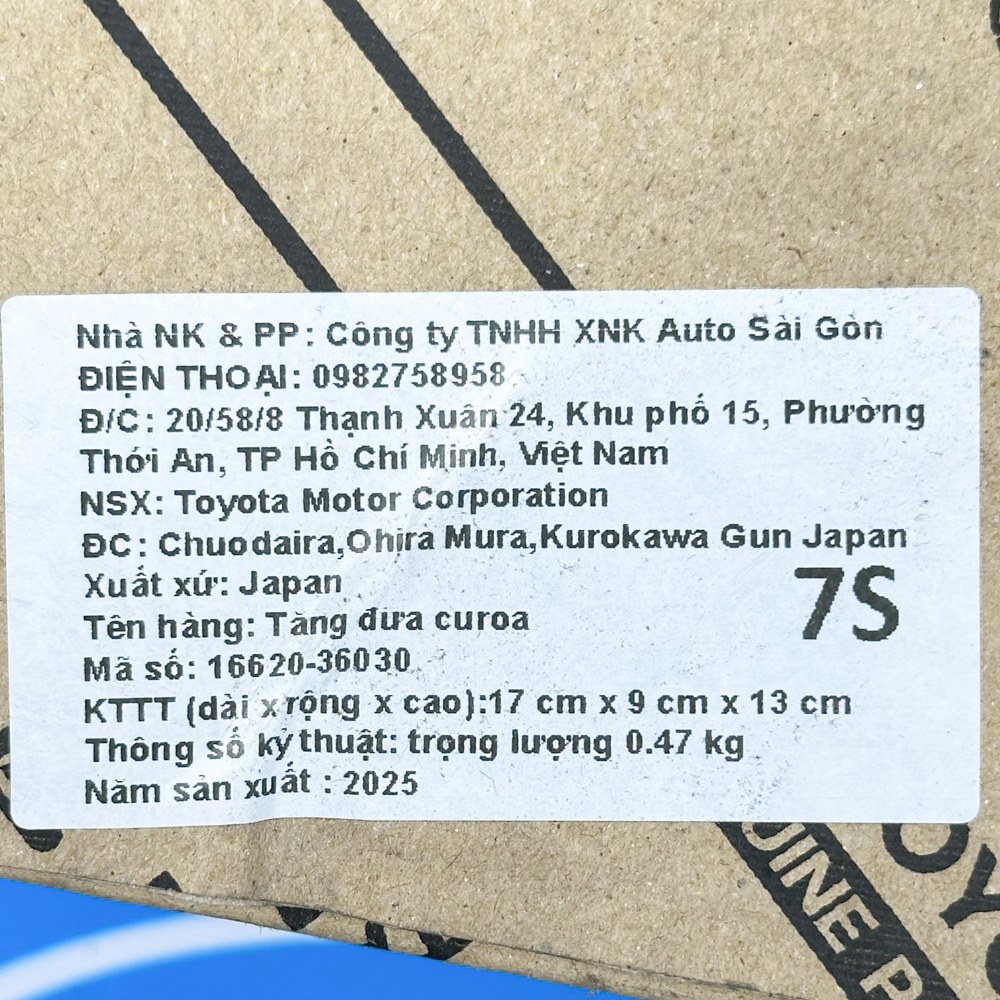 Nhà NK & PP: Công ty TNHH XNK Auto Sài Gòn
ĐIỆN THOẠI: 0982758958
Đ/C: 20/58/8 Thạnh Xuân 24, Khu phố 15, Phường
Thới An, TP Hồ Chí Minh, Việt Nam
NSX: Toyota Motor Corporation
ĐC: Chuodaira,Ohira Mura,Kurokawa Gun Japan
Xuất xứ: Japan
7S
Tên hàng: Tăng đưa curoa
Mã số: 16620-36030
KTTT (dài x rộng x cao):17 cm x 9 cm x 13 cm
Thông số kỹ thuật: trọng lượng 0.47 kg
Năm sản xuất : 2025